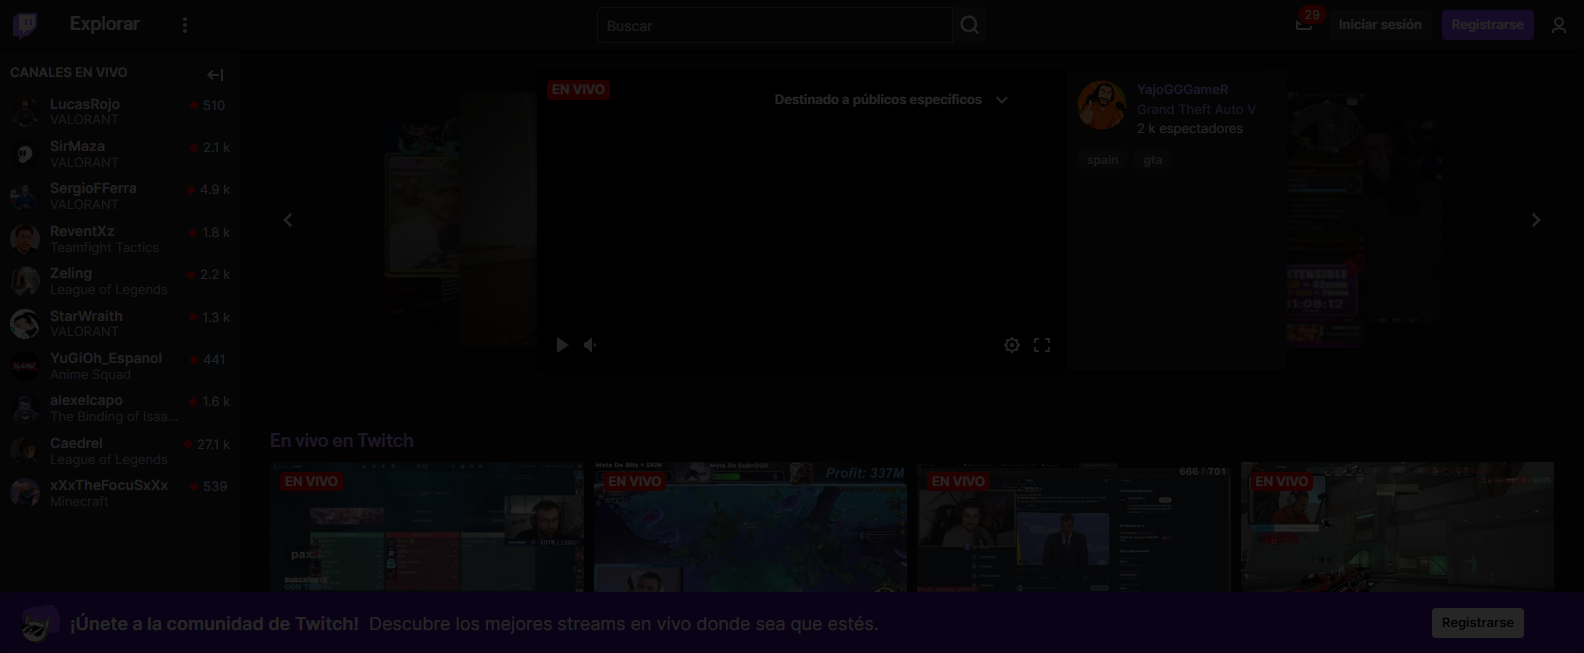 Explorar
Buscar
29
Iniciar sesión
Registrarse
CANALES EN VIVO
LucasRojo
510
VALORANT
SirMaza
2.1 k
VALORANT
SergioFFerra
4.9 k
VALORANT
ReventXz
1.8 k
Teamfight Tactics
Zeling
2.2 k
League of Legends
StarWraith
1.3 k
VALORANT
YuGiOh_Espanol
441
Anime Squad
alexelcapo
1.6 k
The Binding of Isaa...
Caedrel
27.1 k
League of Legends
xXxTheFocuSxXx
539
Minecraft
EN VIVO
Destinado a públicos específicos
YajoGGGameR
Grand Theft Auto V
2 k espectadores
spain
gta
En vivo en Twitch
EN VIVO
EN VIVO
Profit: 337M
EN VIVO
666 / 701
EN VIVO
¡Únete a la comunidad de Twitch! Descubre los mejores streams en vivo donde sea que estés.
Registrarse